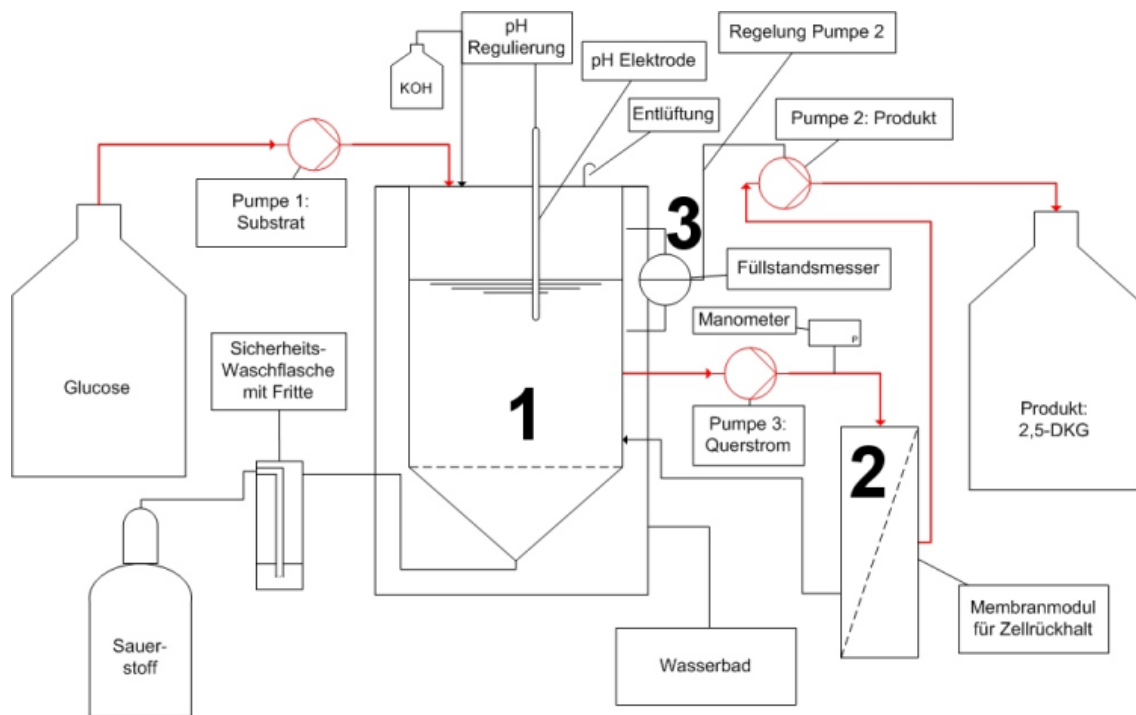 pH
Regulierung
KOH
Regelung Pumpe 2
pH Elektrode
Entlüftung
Pumpe 2: Produkt
Pumpe 1:
Substrat
3
Füllstandsmesser
Manometer
P
Sicherheits-
Waschflasche
mit Fritte
Glucose
1
Pumpe 3:
Querstrom
2
Produkt:
2,5-DKG
Membranmodul
für Zellrückhalt
Sauer-
stoff
Wasserbad